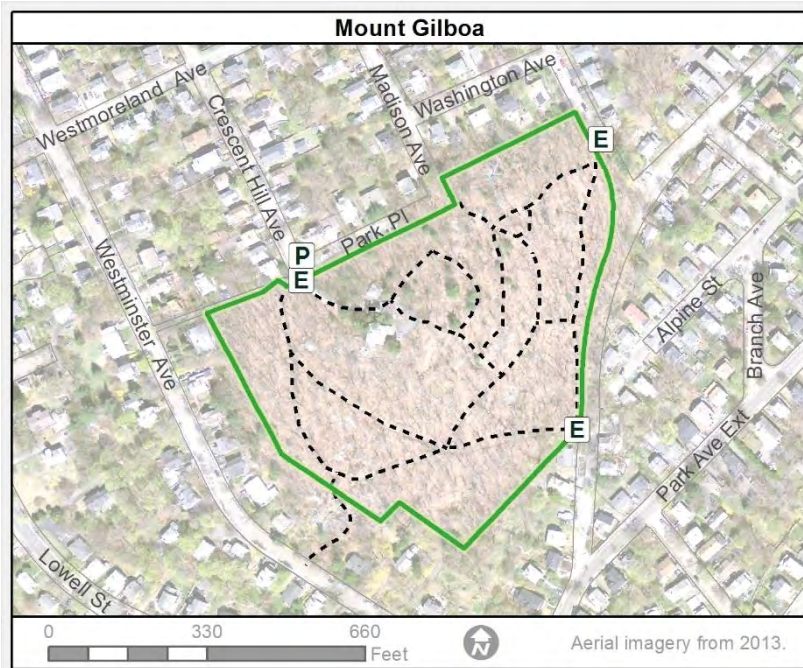 Mount Gilboa
Westmoreland Ave
Crescent Hill Ave
Madison Ave
Washington Ave
E
Park Pl
P
E
Westminster Ave
Alpine St
Branch Ave
E
Park Ave Ext
Lowell St
0 330 660
Feet
N
Aerial imagery from 2013.